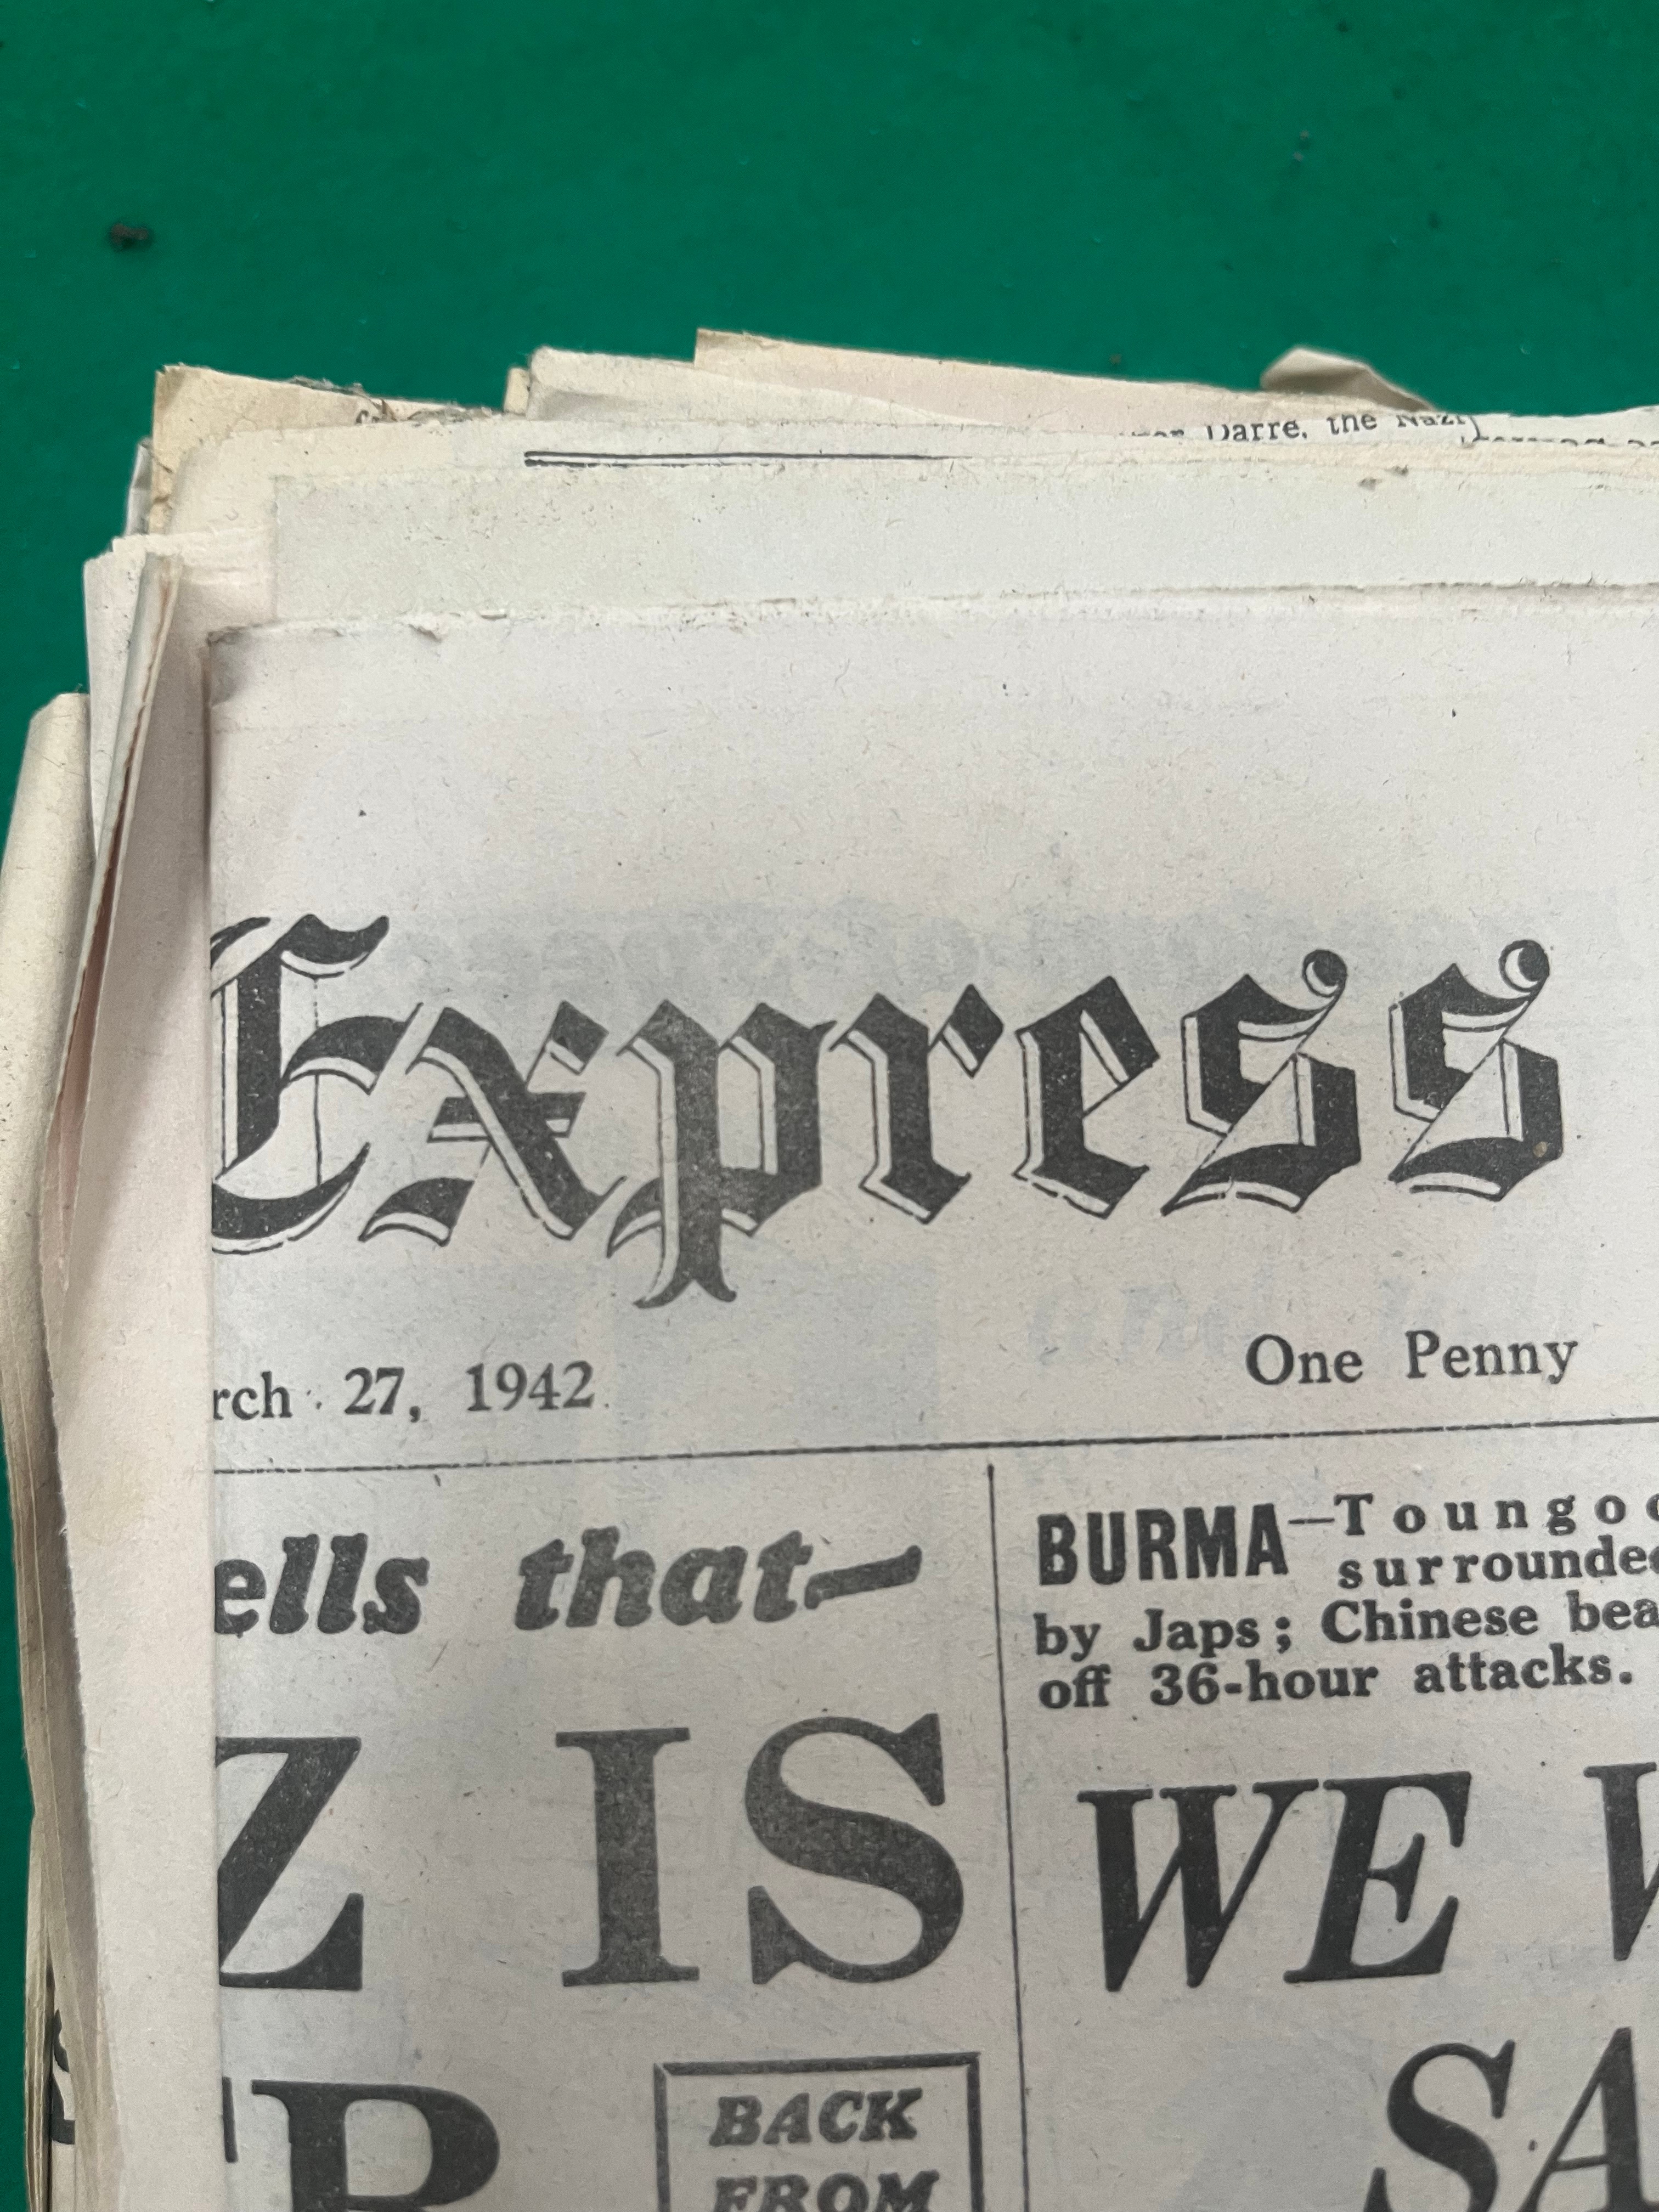 Darre, the Nazi
Express
rch 27, 1942
One Penny
ells that—
Z IS
R
BACK
FROM
BURMA—Toungoo
surrounded
by Japs; Chinese bea
off 36-hour attacks.
WE
SA